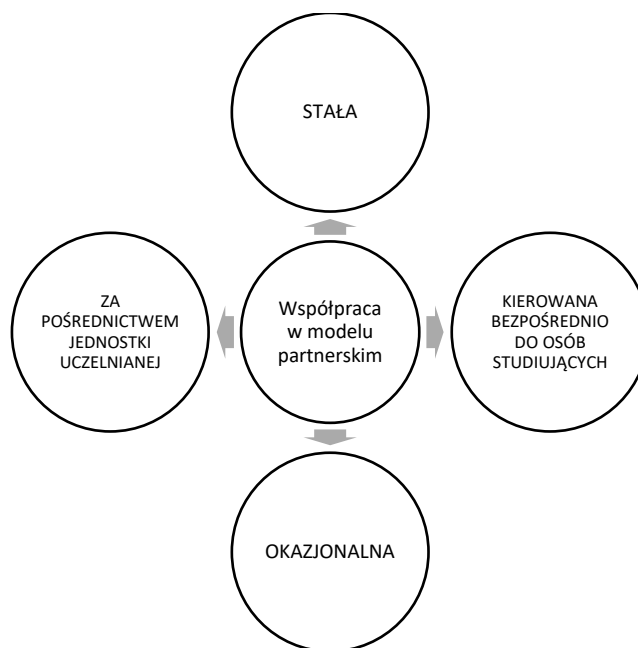 STAŁA
ZA
POŚREDNICTWEM
JEDNOSTKI
UCZELNIANEJ
Współpraca
w modelu
partnerskim
KIEROWANA
BEZPOŚREDNIO
DO OSÓB
STUDIUJĄCYCH
OKAZJONALNA